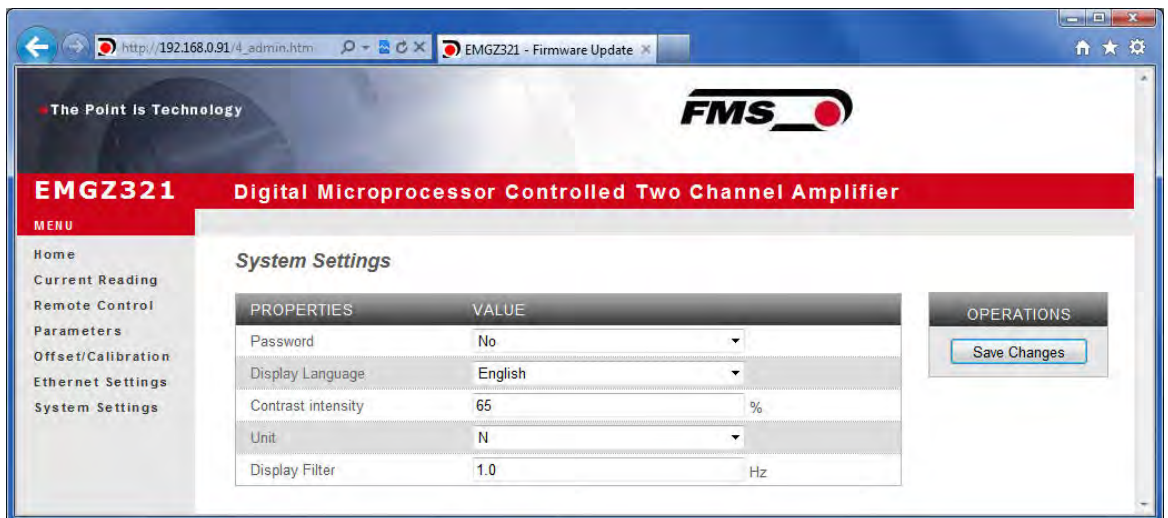 http://192.168.0.91/4_admin.htm
EMGZ321 - Firmware Update
The Point is Technology
FMS
EMGZ321 Digital Microprocessor Controlled Two Channel Amplifier
MENU
Home
Current Reading
Remote Control
Parameters
Offset/Calibration
Ethernet Settings
System Settings
System Settings
PROPERTIES VALUE
Password No
Display Language English
Contrast intensity 65 %
Unit N
Display Filter 1.0 Hz
OPERATIONS
Save Changes